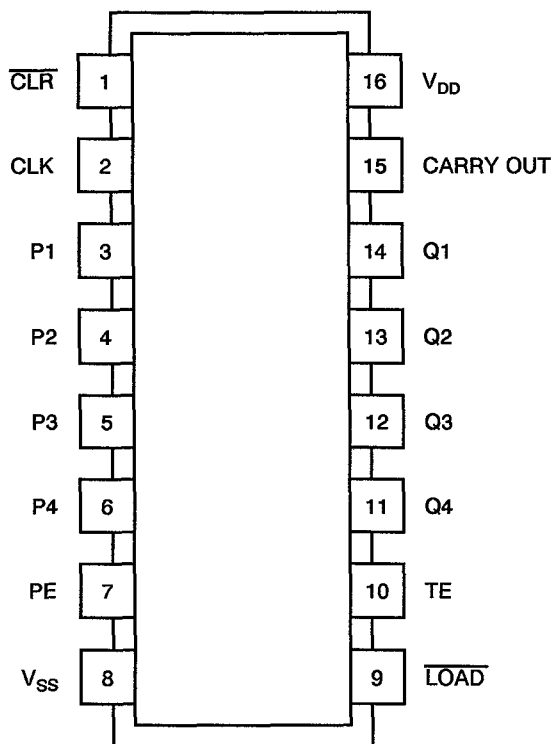 CLR 1 16 VDD
CLK 2 15 CARRY OUT
P1 3 14 Q1
P2 4 13 Q2
P3 5 12 Q3
P4 6 11 Q4
PE 7 10 TE
VSS 8 9 LOAD